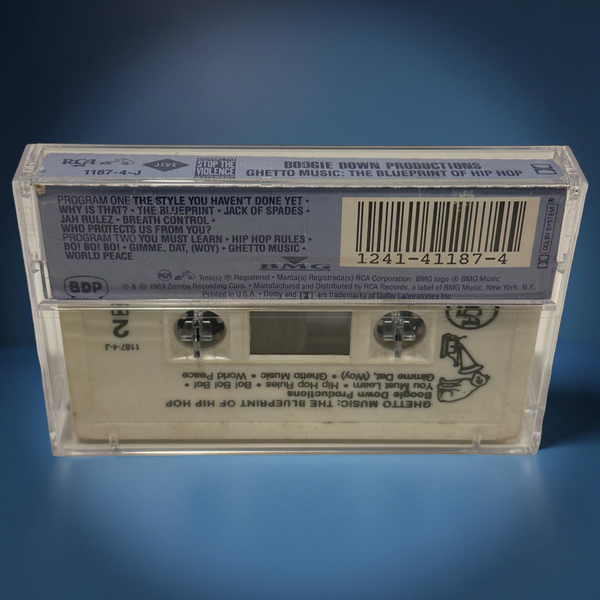 RCA
JIVE
STOP THE
VIOLENCE
1187-4-J
BOOGIE DOWN PRODUCTIONS
GHETTO MUSIC: THE BLUEPRINT OF HIP HOP
PROGRAM ONE THE STYLE YOU HAVEN'T DONE YET •
WHY IS THAT? • THE BLUEPRINT • JACK OF SPADES •
JAH RULEZ • BREATH CONTROL •
WHO PROTECTS US FROM YOU?
PROGRAM TWO YOU MUST LEARN • HIP HOP RULES •
BO! BO! BO! • GIMME, DAT, (WOY) • GHETTO MUSIC •
WORLD PEACE
1241-41187-4
DOLBY SYSTEM
BMG
BDP
Tmk(s) ® Registered • Marca(s) Registrada(s) RCA Corporation. BMG logo ® BMG Music
℗ & © 1989 Zomba Recording Corp. • Manufactured and Distributed by RCA Records, a label of BMG Music, New York, N.Y.
Printed in U.S.A. • Dolby and are trademarks of Dolby Laboratories Inc.
GHETTO MUSIC: THE BLUEPRINT OF HIP HOP
Boogie Down Productions
You Must Learn • Hip Hop Rules • Bo! Bo! Bo! •
Gimme Dat, (Woy) • Ghetto Music • World Peace
1187-4-J
2